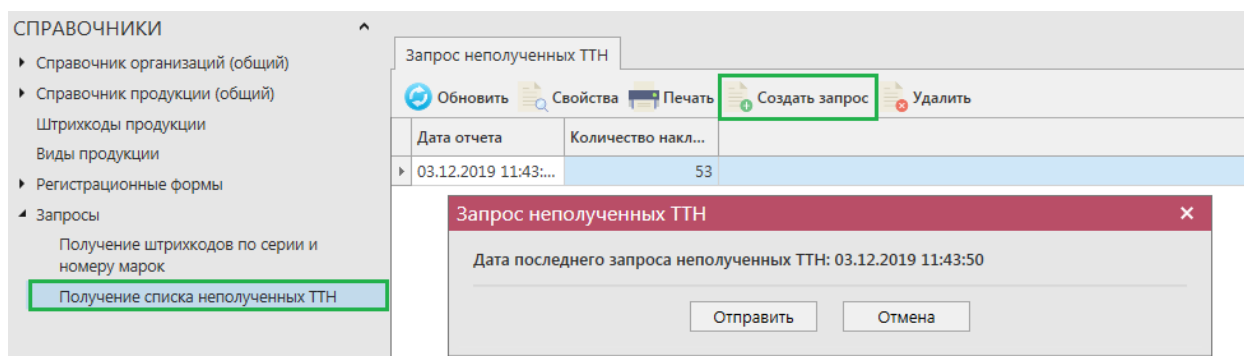 СПРАВОЧНИКИ
Справочник организаций (общий)
Справочник продукции (общий)
Штрихкоды продукции
Виды продукции
Регистрационные формы
Запросы
Получение штрихкодов по серии и
номеру марок
Получение списка неполученных ТТН
Запрос неполученных ТТН
Обновить Свойства Печать Создать запрос Удалить
Дата отчета Количество накл...
03.12.2019 11:43:... 53
Запрос неполученных ТТН
Дата последнего запроса неполученных ТТН: 03.12.2019 11:43:50
Отправить Отмена